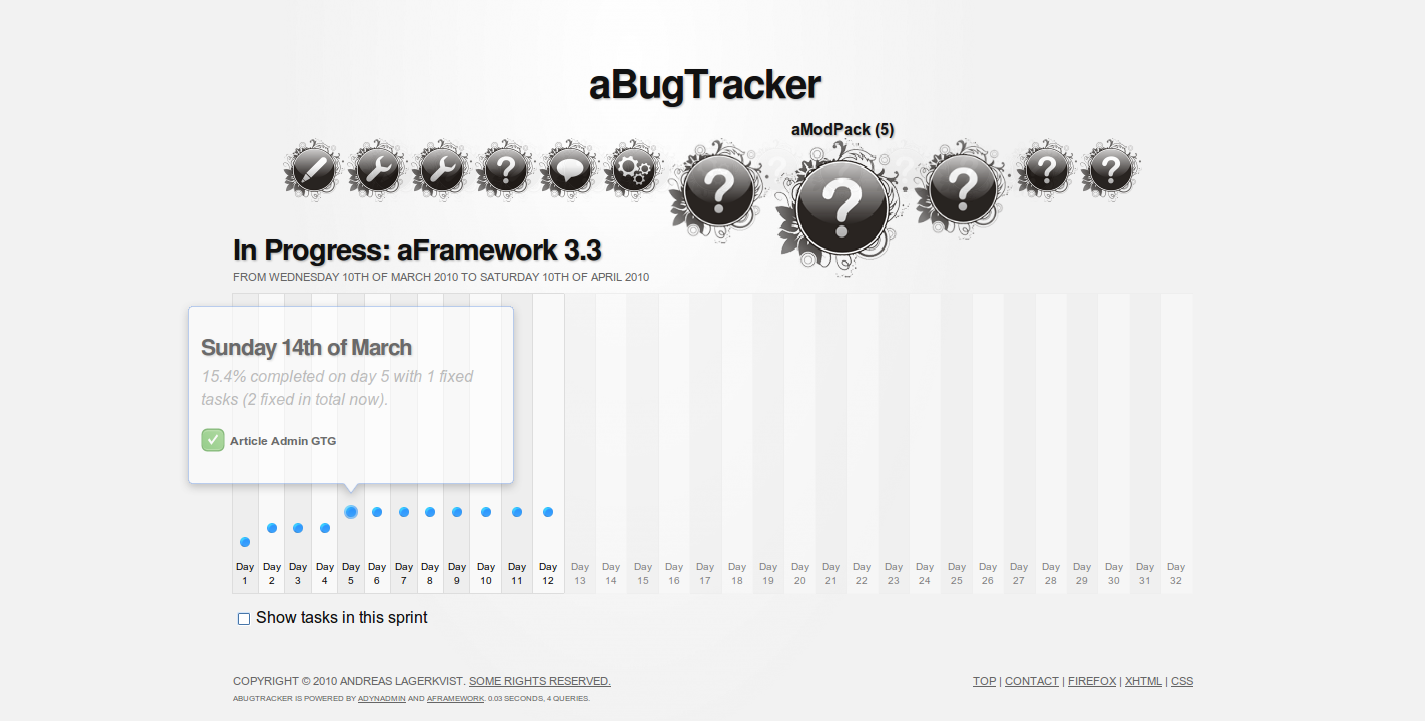 aBugTracker
aModPack (5)
In Progress: aFramework 3.3
FROM WEDNESDAY 10TH OF MARCH 2010 TO SATURDAY 10TH OF APRIL 2010
Sunday 14th of March
15.4% completed on day 5 with 1 fixed
tasks (2 fixed in total now).
Article Admin GTG
Day Day Day Day Day Day Day Day Day Day Day Day Day Day Day Day Day Day Day Day Day Day Day Day Day Day Day Day Day Day Day Day
1 2 3 4 5 6 7 8 9 10 11 12 13 14 15 16 17 18 19 20 21 22 23 24 25 26 27 28 29 30 31 32
Show tasks in this sprint
COPYRIGHT © 2010 ANDREAS LAGERKVIST. SOME RIGHTS RESERVED. TOP | CONTACT | FIREFOX | XHTML | CSS
ABUGTRACKER IS POWERED BY ADYNADMIN AND AFRAMEWORK. 0.03 SECONDS, 4 QUERIES.